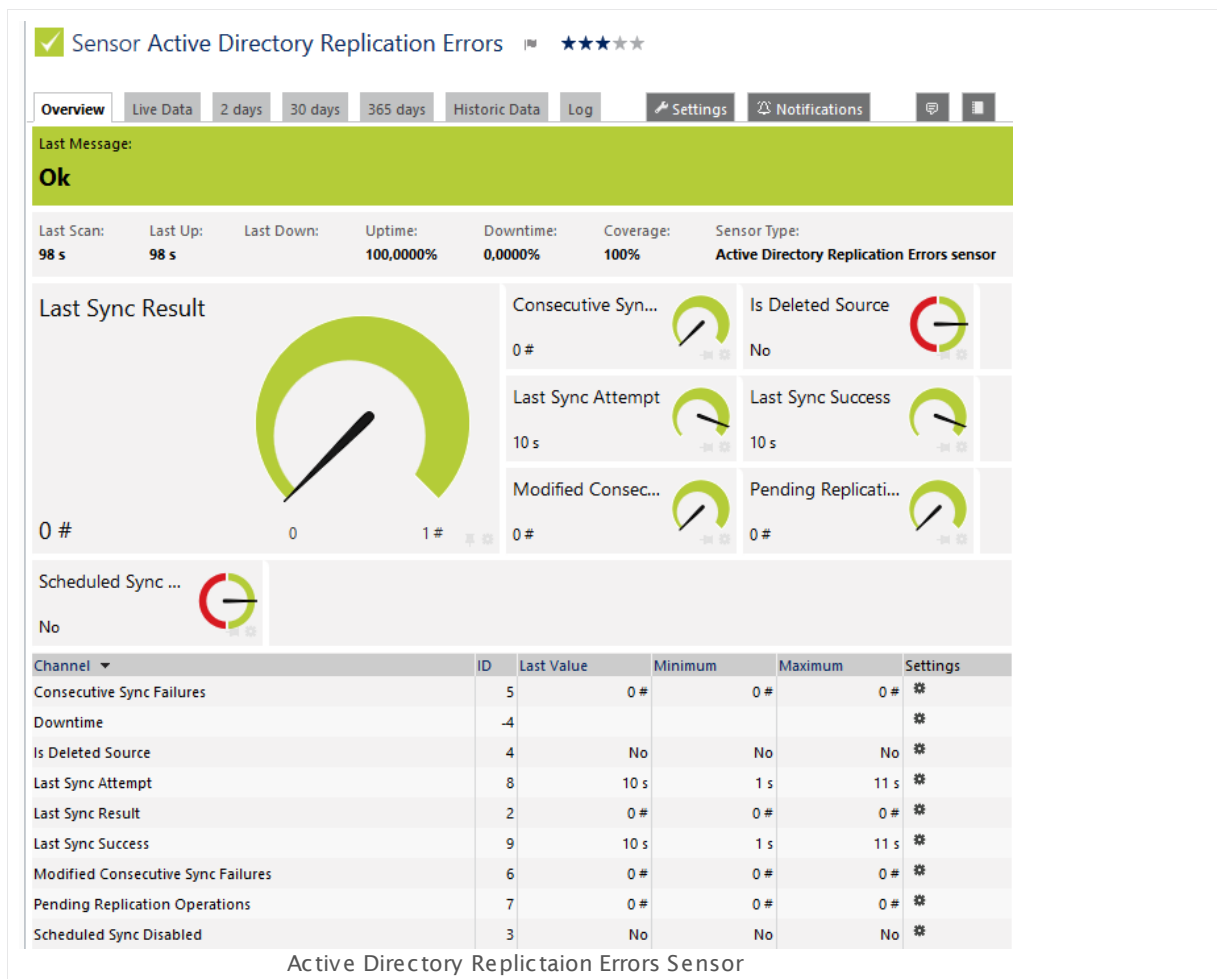 Sensor Active Directory Replication Errors
Overview Live Data 2 days 30 days 365 days Historic Data Log Settings Notifications
Last Message:
Ok
Last Scan: Last Up: Last Down: Uptime: Downtime: Coverage: Sensor Type:
98 s 98 s 100,0000% 0,0000% 100% Active Directory Replication Errors sensor
Last Sync Result
0 #
0 1 #
Consecutive Syn...
0 #
Is Deleted Source
No
Last Sync Attempt
10 s
Last Sync Success
10 s
Modified Consec...
0 #
Pending Replicati...
0 #
Scheduled Sync ...
No
Channel ID Last Value Minimum Maximum Settings
Consecutive Sync Failures 5 0 # 0 # 0 #
Downtime -4
Is Deleted Source 4 No No No
Last Sync Attempt 8 10 s 1 s 11 s
Last Sync Result 2 0 # 0 # 0 #
Last Sync Success 9 10 s 1 s 11 s
Modified Consecutive Sync Failures 6 0 # 0 # 0 #
Pending Replication Operations 7 0 # 0 # 0 #
Scheduled Sync Disabled 3 No No No
Active Directory Replictaion Errors Sensor